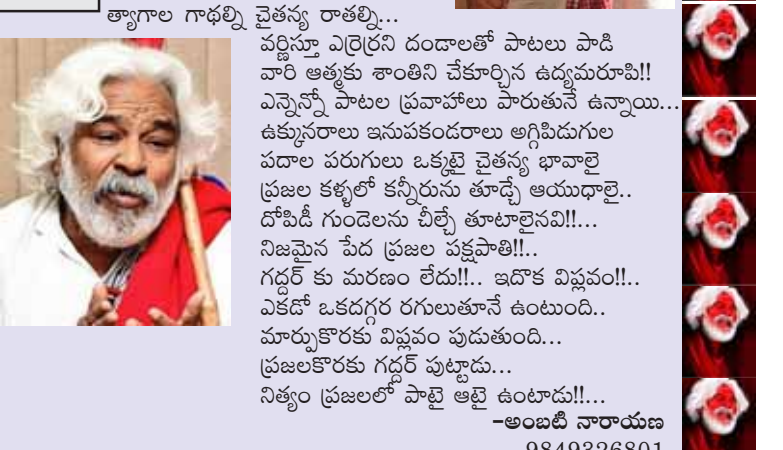 త్యాగాల గాథల్ని చైతన్య రాతల్ని...
వర్ణిస్తూ ఎర్రెర్రని దండాలతో పాటలు పాడి
వారి ఆత్మకు శాంతిని చేకూర్చిన ఉద్యమరూపి!!
ఎన్నెన్నో పాటల ప్రవాహాలు పారుతునే ఉన్నాయి...
ఉక్కునరాలు ఇనుపకండరాలు అగ్గిపిడుగుల
పదాల పరుగులు ఒక్కటై చైతన్య భావాలై
ప్రజల కళ్ళలో కన్నీరును తూడ్చే ఆయుధాలై..
దోపిడీ గుండెలను చీల్చే తూటాలైనవి!!...
నిజమైన పేద ప్రజల పక్షపాతి!!..
గద్దర్ కు మరణం లేదు!!.. ఇదొక విప్లవం!!..
ఎకడో ఒకదగ్గర రగులుతూనే ఉంటుంది..
మార్పుకొరకు విప్లవం పుడుతుంది...
ప్రజలకొరకు గద్దర్ పుట్టాడు...
నిత్యం ప్రజలలో పాటై ఆటై ఉంటాడు!!...
-అంబటి నారాయణ
9849326801